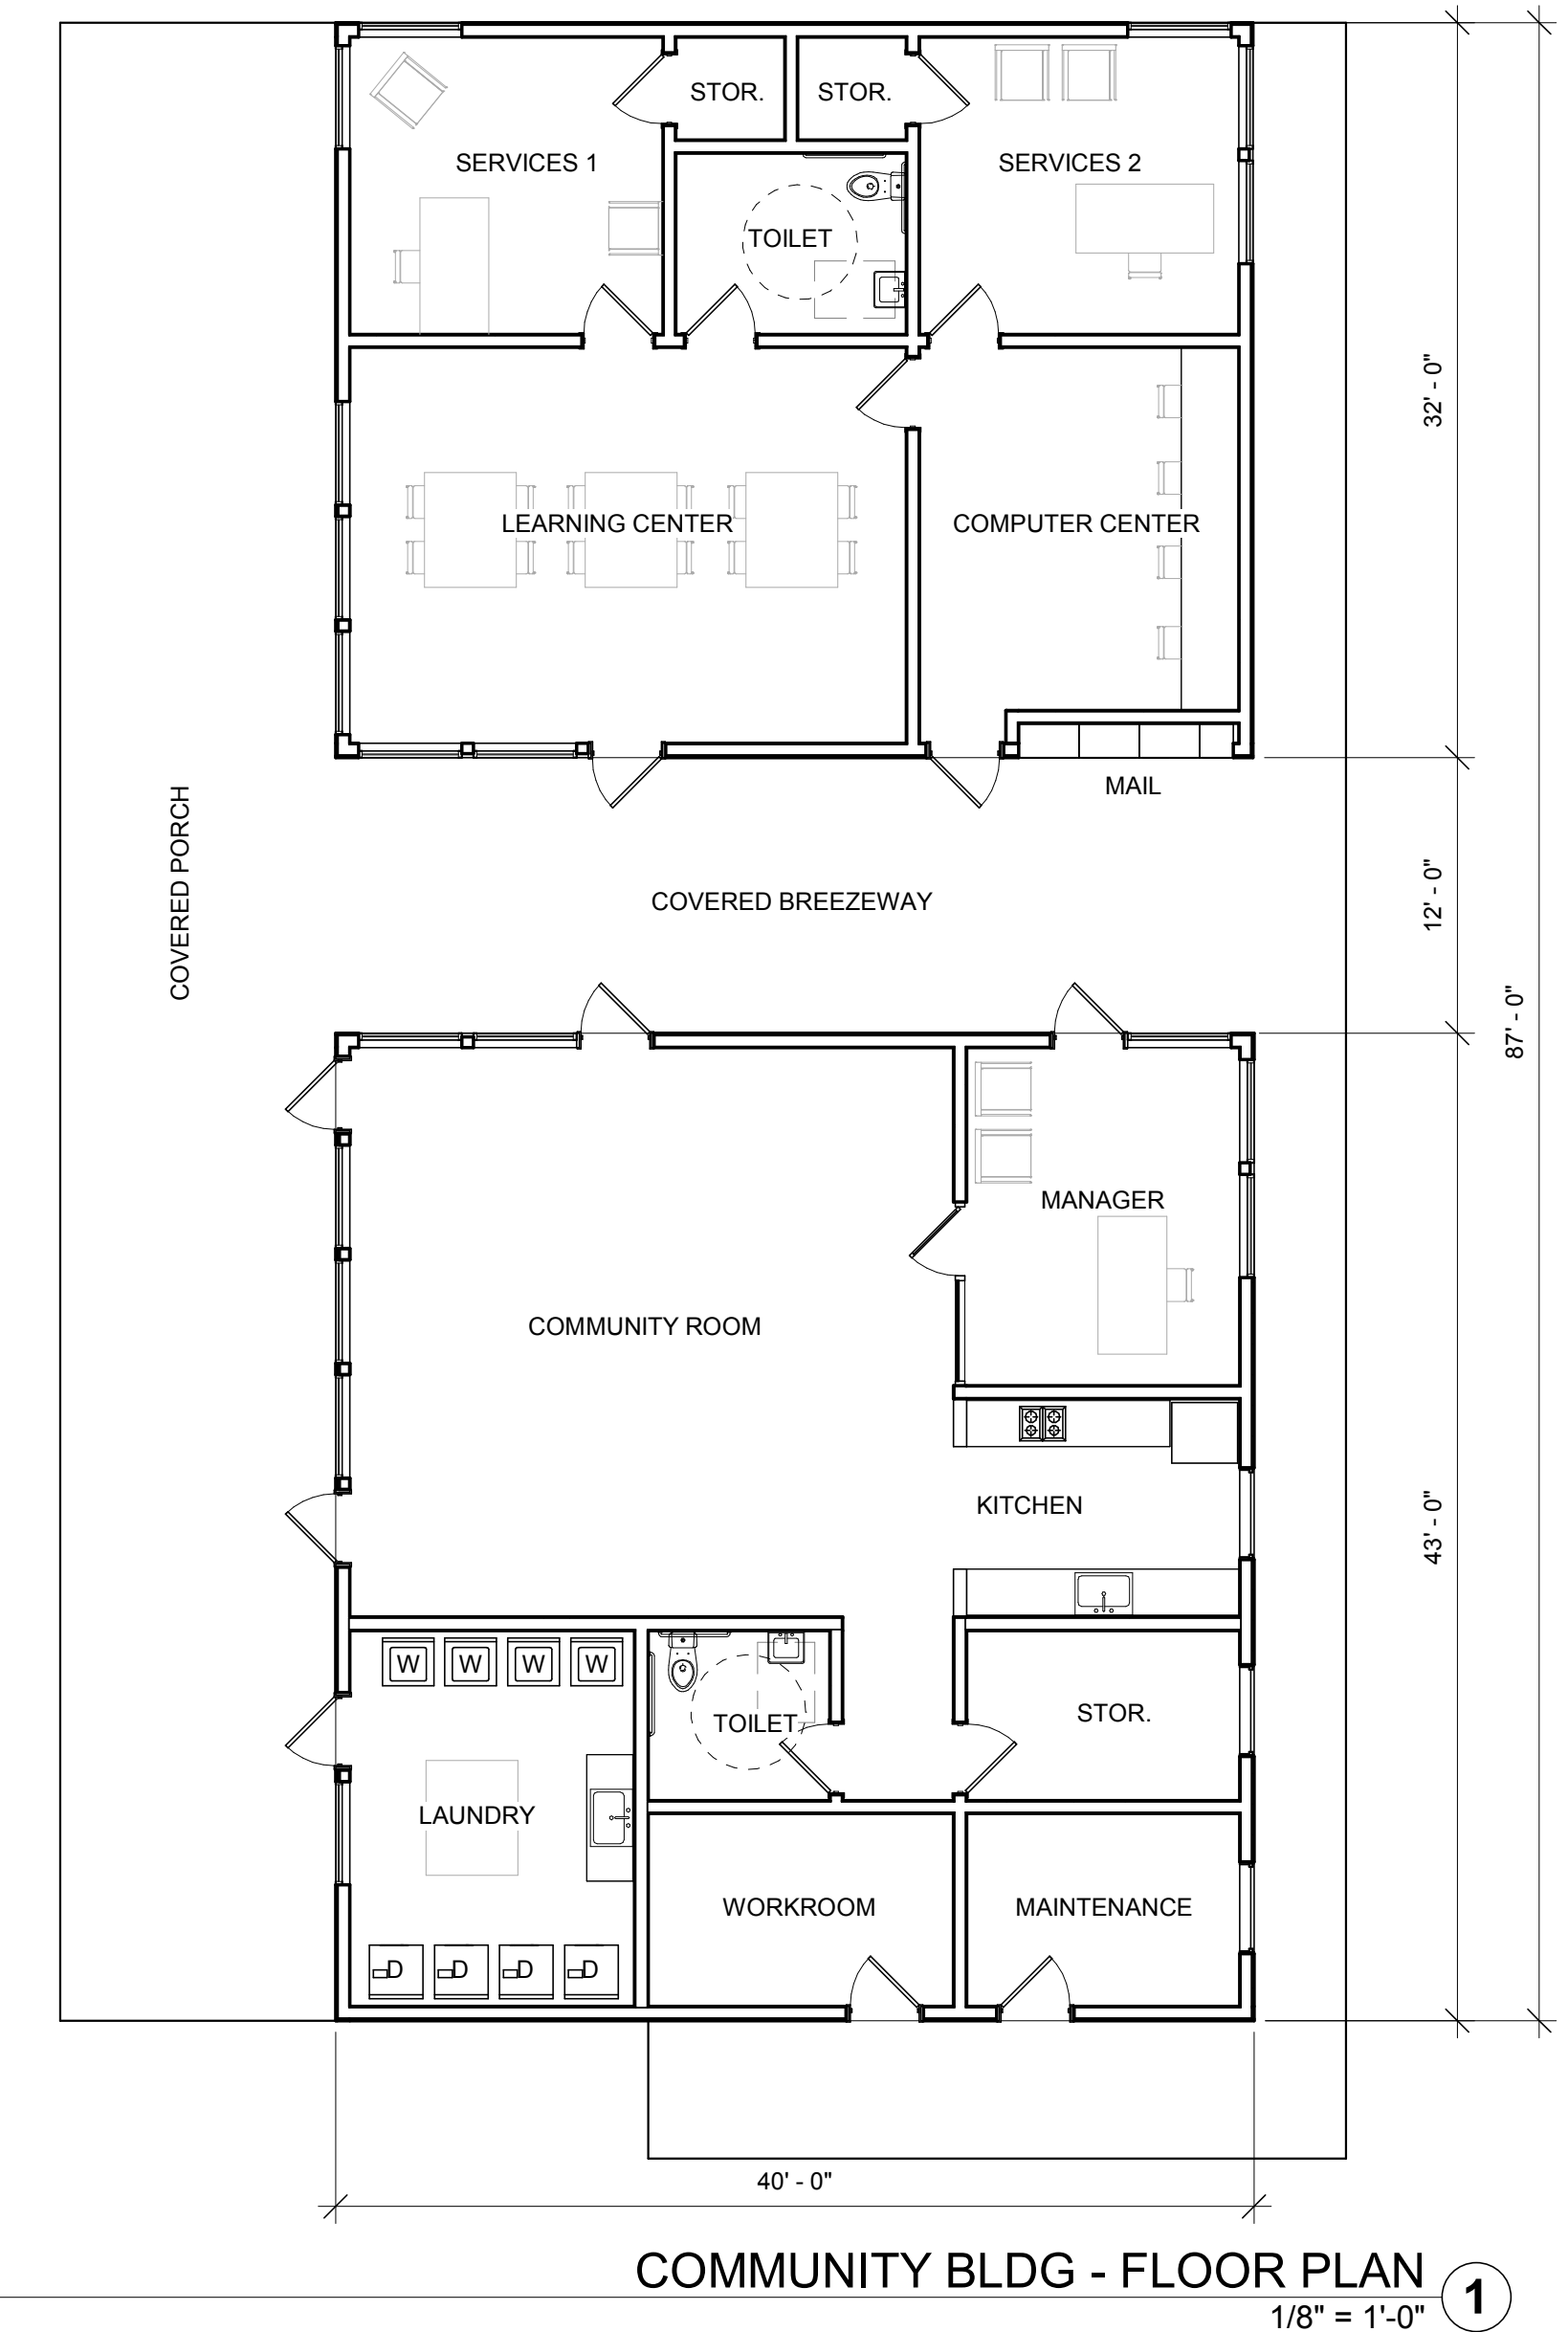 STOR.
STOR.
SERVICES 1
SERVICES 2
TOILET
32' - 0"
LEARNING CENTER
COMPUTER CENTER
MAIL
COVERED PORCH
COVERED BREEZEWAY
12' - 0"
87' - 0"
MANAGER
COMMUNITY ROOM
KITCHEN
43' - 0"
W
W
W
W
STOR.
TOILET
LAUNDRY
WORKROOM
MAINTENANCE
D
D
D
D
40' - 0"
COMMUNITY BLDG - FLOOR PLAN
1
1/8" = 1'-0"